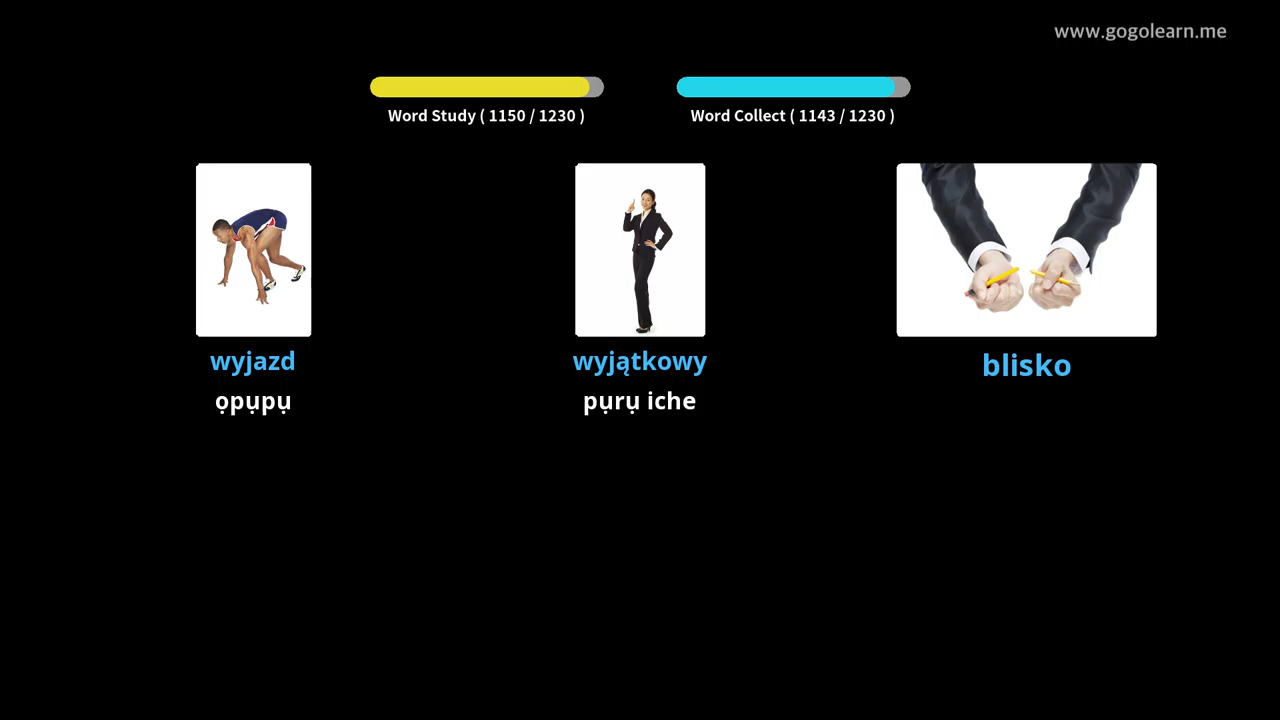 www.gogolearn.me
Word Study ( 1150 / 1230 )
Word Collect ( 1143 / 1230 )
wyjazd
ọpụpụ
wyjątkowy
pụrụ iche
blisko